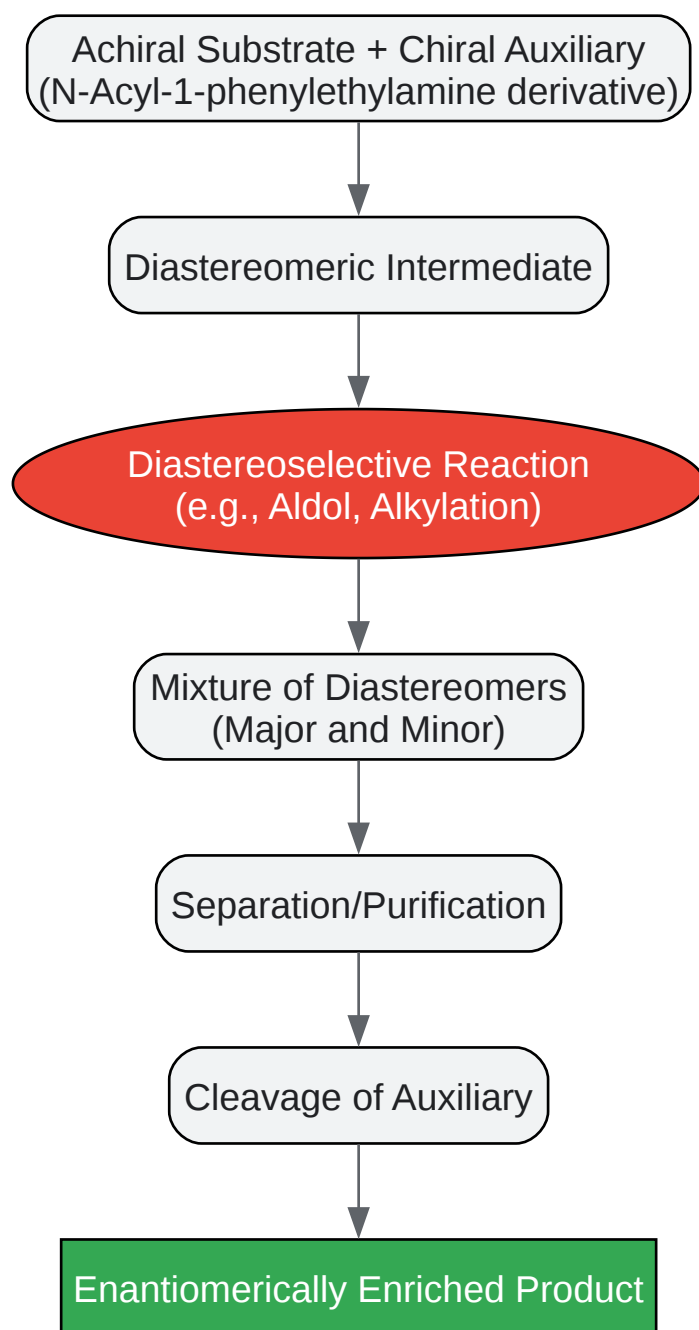 Achiral Substrate + Chiral Auxiliary
(N-Acyl-1-phenylethylamine derivative)
Diastereomeric Intermediate
Diastereoselective Reaction
(e.g., Aldol, Alkylation)
Mixture of Diastereomers
(Major and Minor)
Separation/Purification
Cleavage of Auxiliary
Enantiomerically Enriched Product